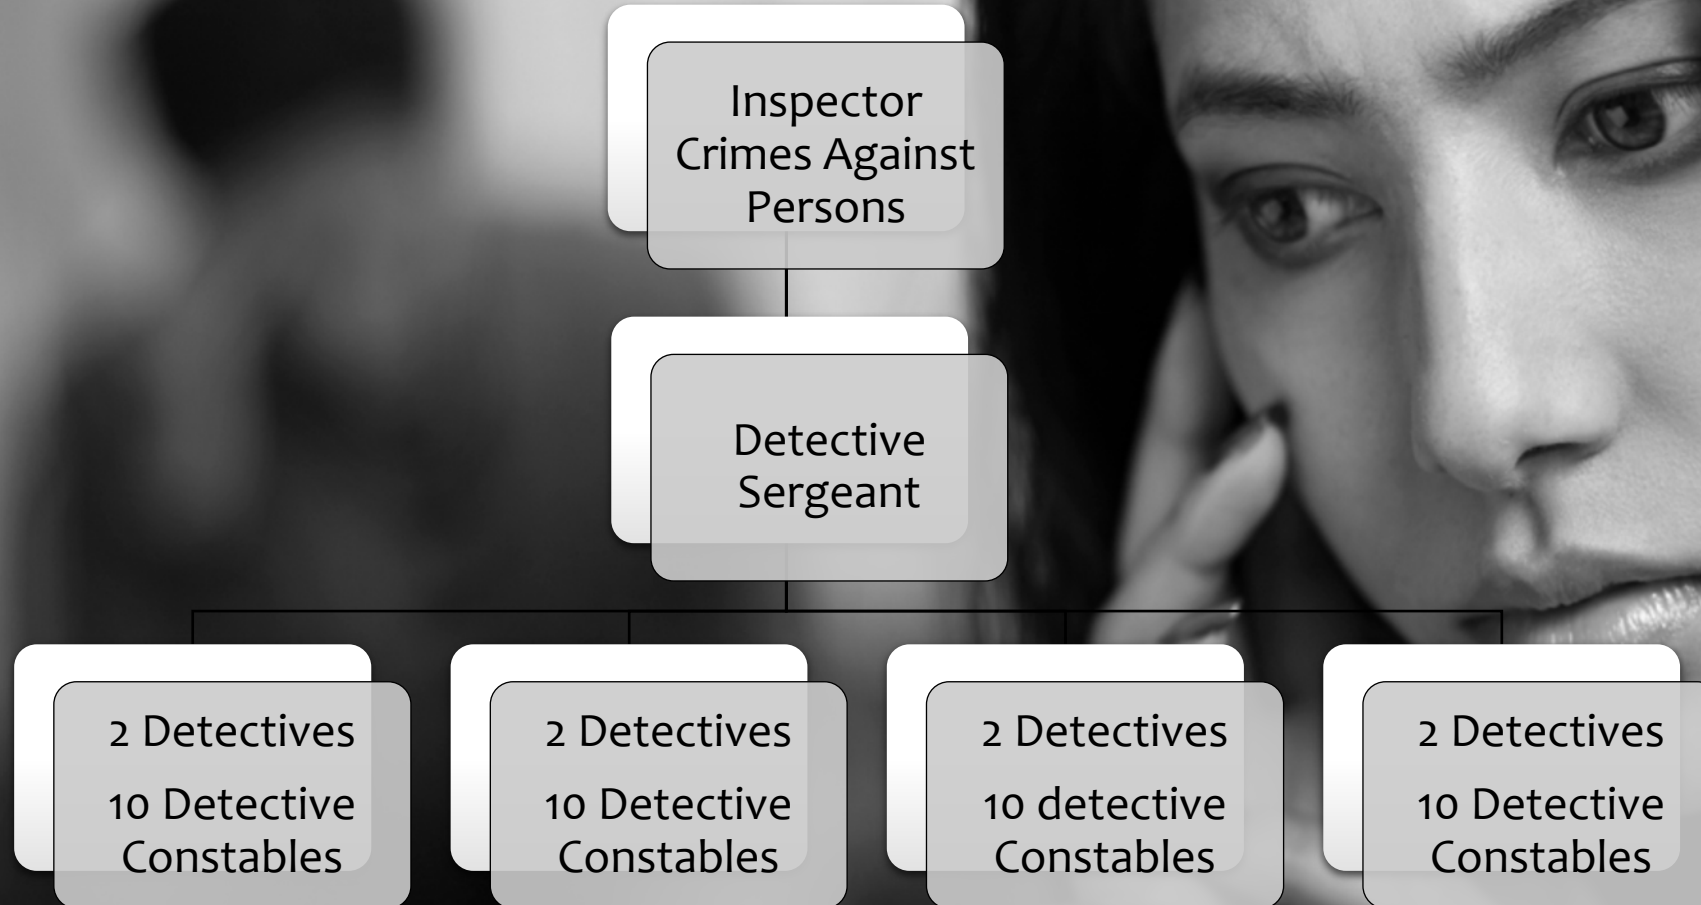 Inspector
Crimes Against
Persons
Detective
Sergeant
2 Detectives
10 Detective
Constables
2 Detectives
10 Detective
Constables
2 Detectives
10 detective
Constables
2 Detectives
10 Detective
Constables